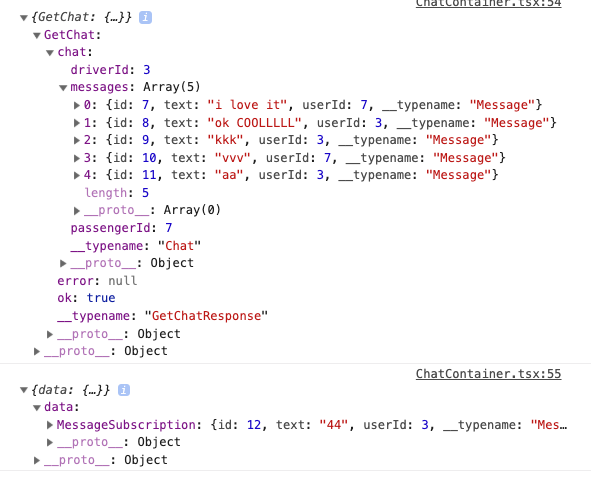 ChatContainer.tsx:54
{GetChat: {…}} i
GetChat:
chat:
driverId: 3
messages: Array(5)
0: {id: 7, text: "i love it", userId: 7, __typename: "Message"}
1: {id: 8, text: "ok COOLLLLL", userId: 3, __typename: "Message"}
2: {id: 9, text: "kkk", userId: 3, __typename: "Message"}
3: {id: 10, text: "vvv", userId: 7, __typename: "Message"}
4: {id: 11, text: "aa", userId: 3, __typename: "Message"}
length: 5
__proto__: Array(0)
passengerId: 7
__typename: "Chat"
__proto__: Object
error: null
ok: true
__typename: "GetChatResponse"
__proto__: Object
__proto__: Object
ChatContainer.tsx:55
{data: {…}} i
data:
MessageSubscription: {id: 12, text: "44", userId: 3, __typename: "Mes…
__proto__: Object
__proto__: Object